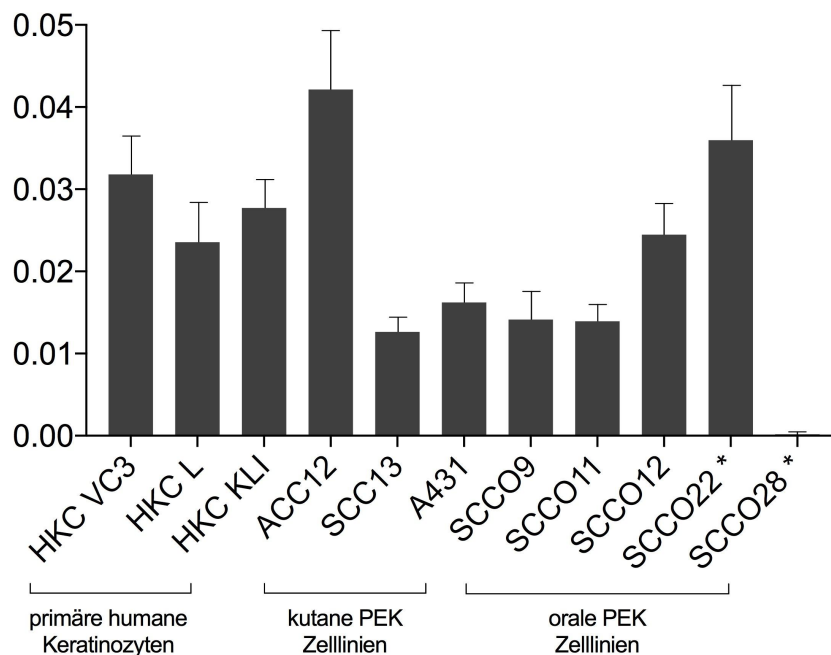 0.05
0.04
0.03
0.02
0.01
0.00
HKC VC3
HKC L
HKC KLI
ACC12
SCC13
A431
SCCO9
SCCO11
SCCO12
SCCO22*
SCCO28*
primäre humane
Keratinozyten
kutane PEK
Zelllinien
orale PEK
Zelllinien